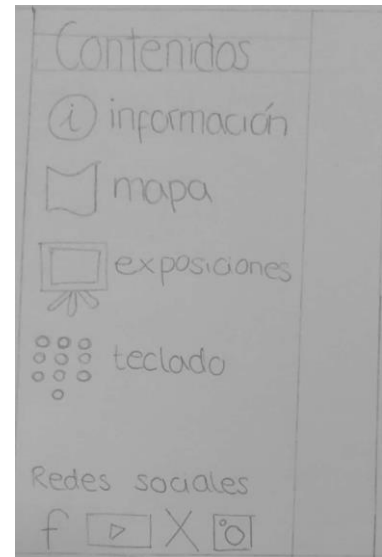 Contenidos
i información
mapa
exposiciones
teclado
Redes sociales
f X